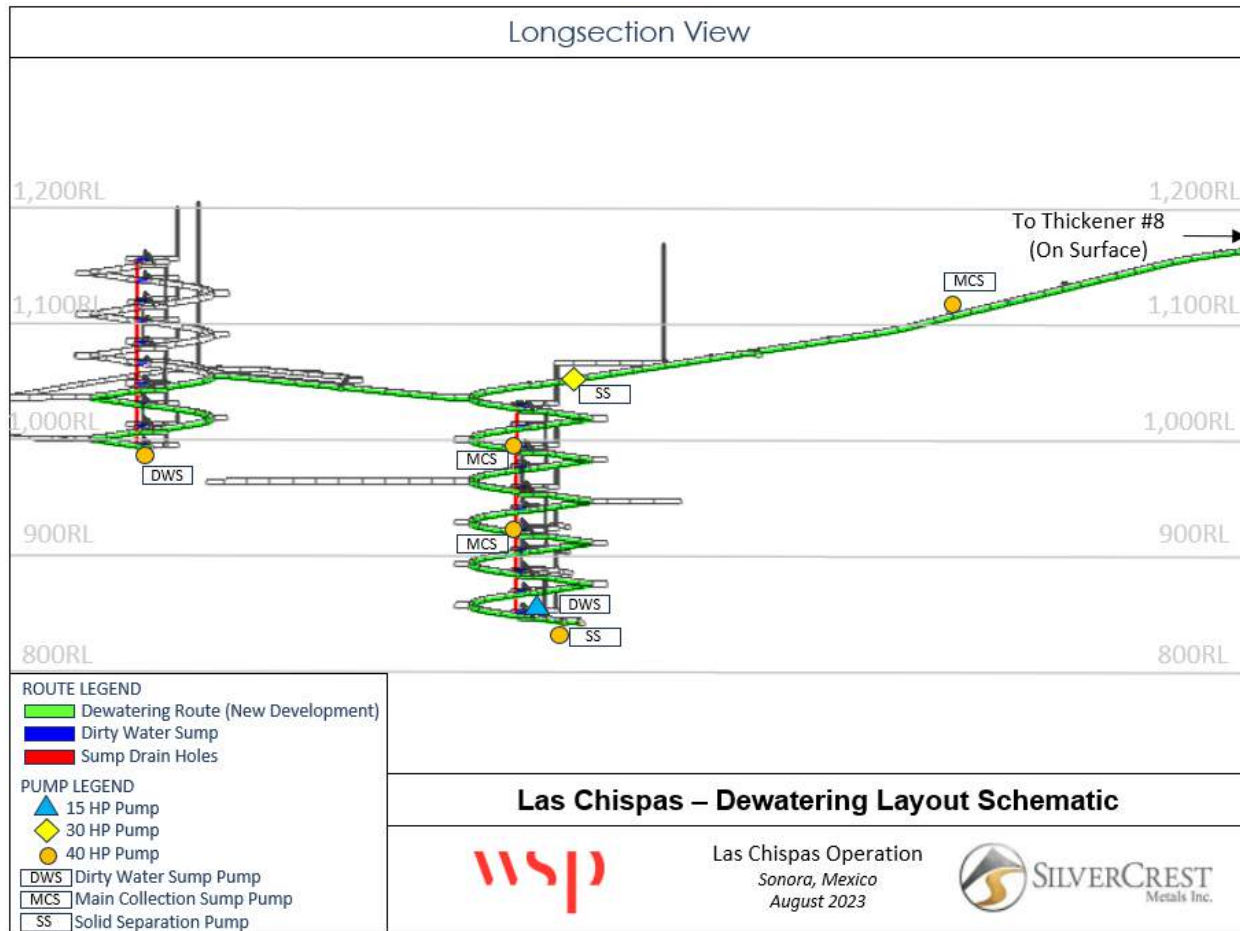 Longsection View
1,200RL
1,200RL
To Thickener #8
(On Surface)
MCS
1,100RL
1,100RL
SS
1,000RL
1,000RL
MCS
DWS
900RL
MCS
900RL
DWS
SS
800RL
800RL
ROUTE LEGEND
Dewatering Route (New Development)
Dirty Water Sump
Sump Drain Holes
PUMP LEGEND
15 HP Pump
30 HP Pump
40 HP Pump
DWS Dirty Water Sump Pump
MCS Main Collection Sump Pump
SS Solid Separation Pump
Las Chispas – Dewatering Layout Schematic
wsp
Las Chispas Operation
Sonora, Mexico
August 2023
SILVERCREST
Metals Inc.